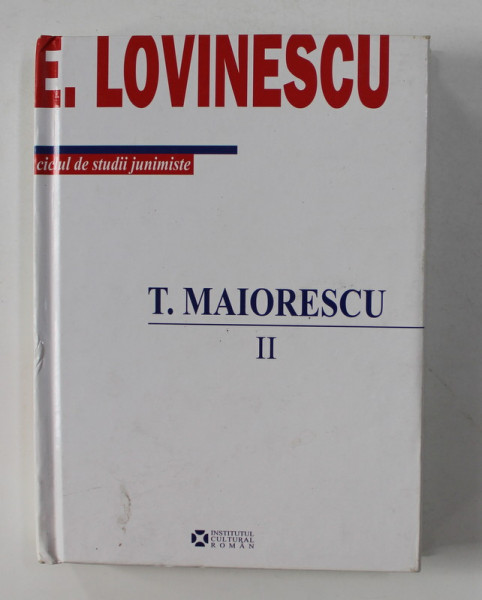 E. LOVINESCU
ciclul de studii junimiste
T. MAIORESCU
II
INSTITUTUL
CULTURAL
ROMÂN